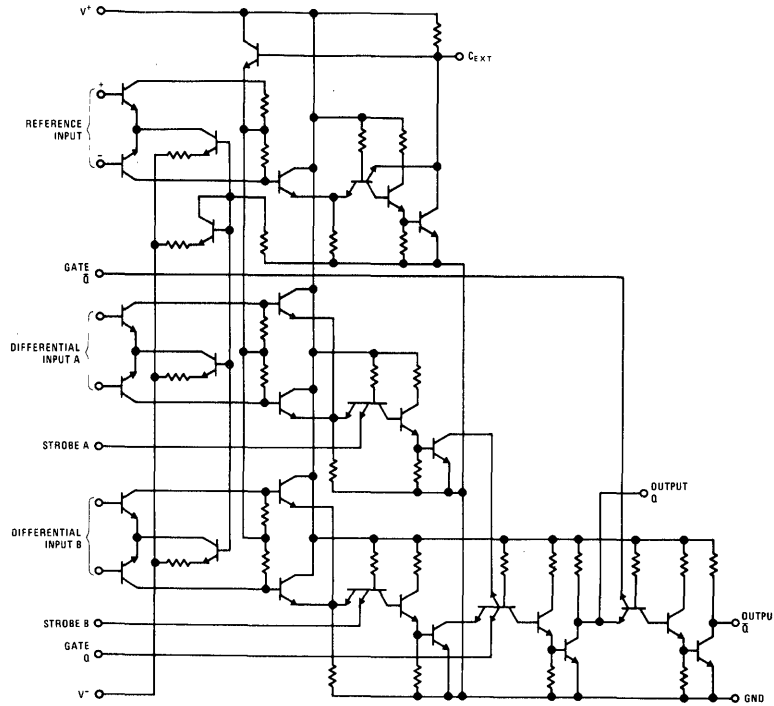 V+
CEXT
+
REFERENCE
INPUT
−
GATE
Q̅
DIFFERENTIAL
INPUT A
STROBE A
OUTPUT
Q
DIFFERENTIAL
INPUT B
STROBE B
OUTPU
Q̅
GATE
Q
V−
GND